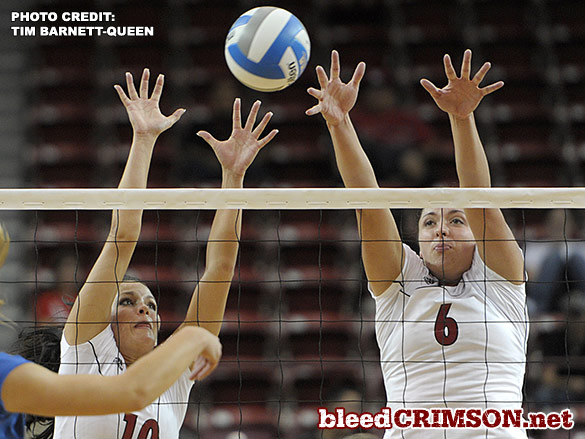 PHOTO CREDIT:
TIM BARNETT-QUEEN
6
10
bleedCRIMSON.net